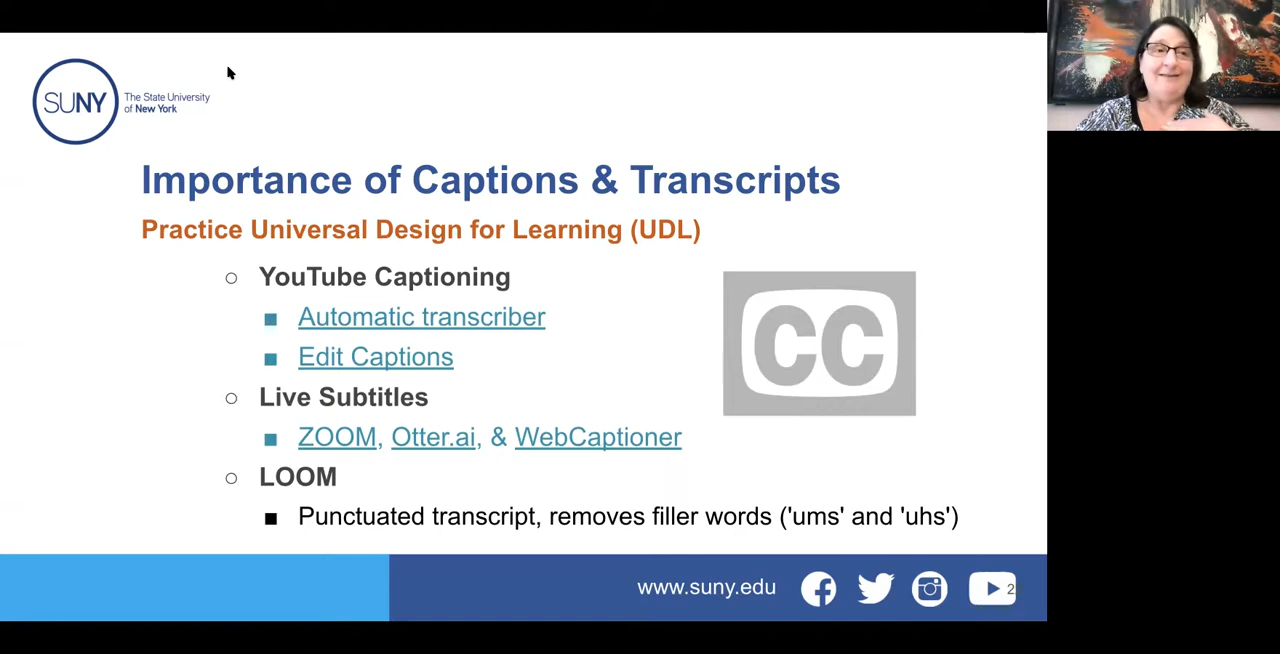 SUNY
The State University
of New York
Importance of Captions & Transcripts
Practice Universal Design for Learning (UDL)
YouTube Captioning
Automatic transcriber
Edit Captions
CC
Live Subtitles
ZOOM, Otter.ai, & WebCaptioner
LOOM
Punctuated transcript, removes filler words ('ums' and 'uhs')
www.suny.edu
2